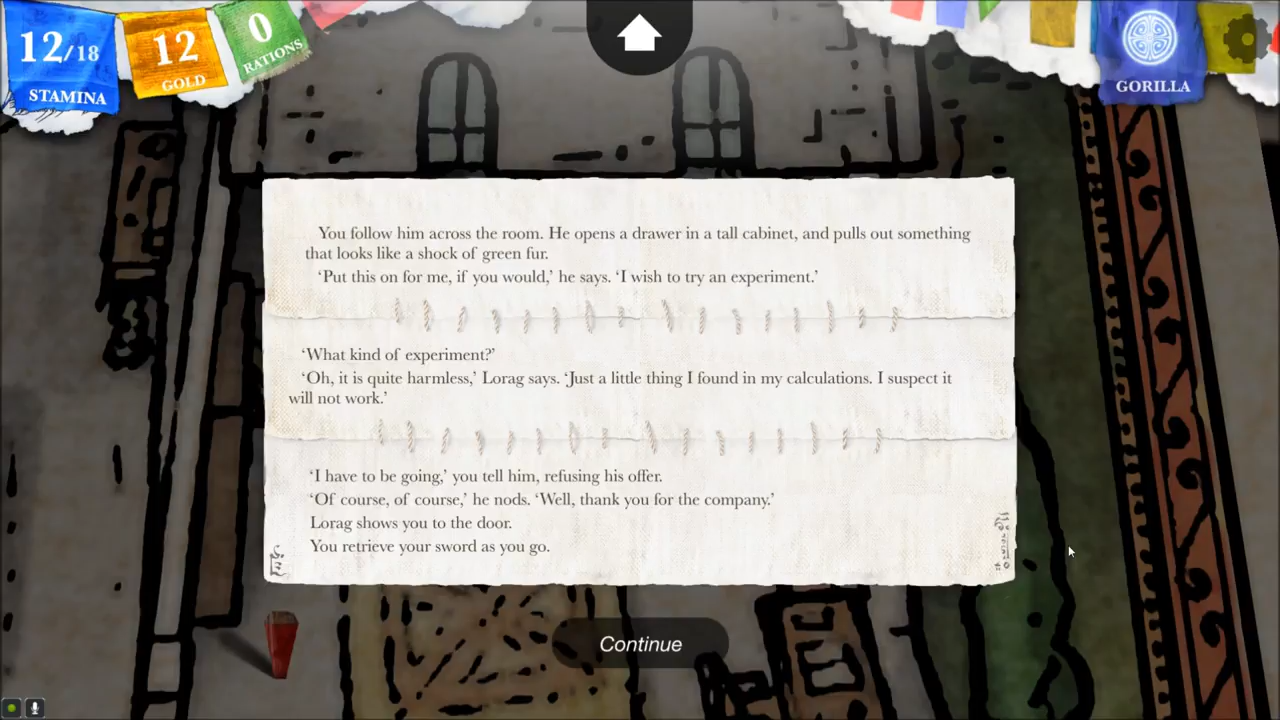 12/18
STAMINA
12
GOLD
0
RATIONS
GORILLA
You follow him across the room. He opens a drawer in a tall cabinet, and pulls out something
that looks like a shock of green fur.
‘Put this on for me, if you would,’ he says. ‘I wish to try an experiment.’
‘What kind of experiment?’
‘Oh, it is quite harmless,’ Lorag says. ‘Just a little thing I found in my calculations. I suspect it
will not work.’
‘I have to be going,’ you tell him, refusing his offer.
‘Of course, of course,’ he nods. ‘Well, thank you for the company.’
Lorag shows you to the door.
You retrieve your sword as you go.
Continue